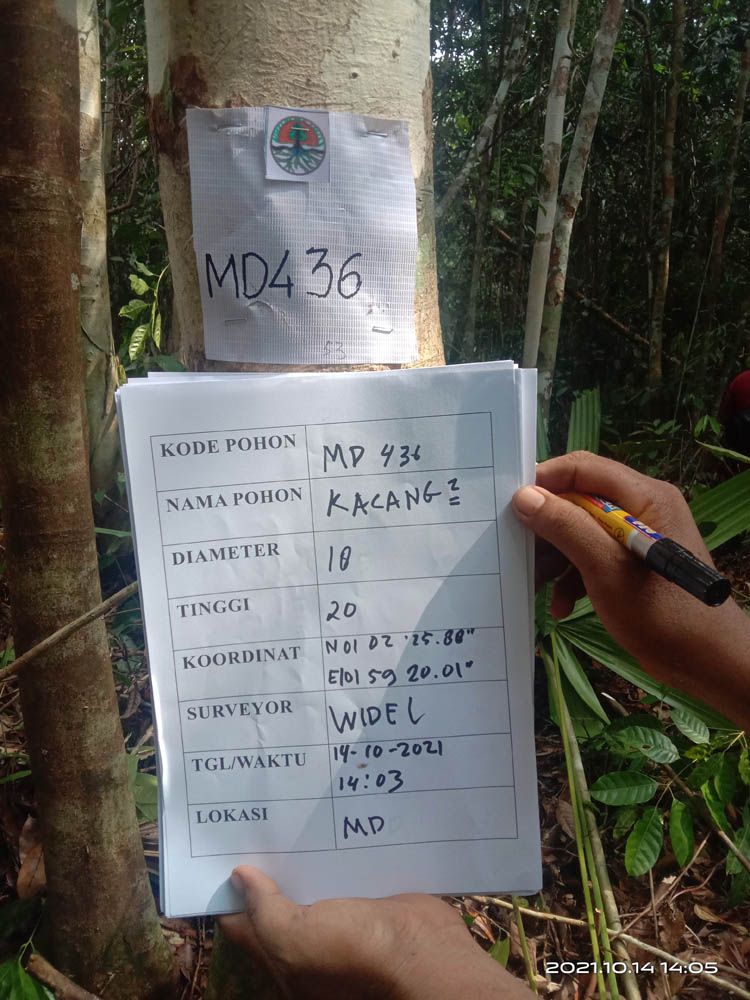 MD436
53
KODE POHON MD 436
NAMA POHON KACANG2
DIAMETER 18
TINGGI 20
KOORDINAT N01 02 '25.88"
E101 59 20.01"
SURVEYOR WIDEL
TGL/WAKTU 14-10-2021
14:03
LOKASI MD
2021.10.14 14:05